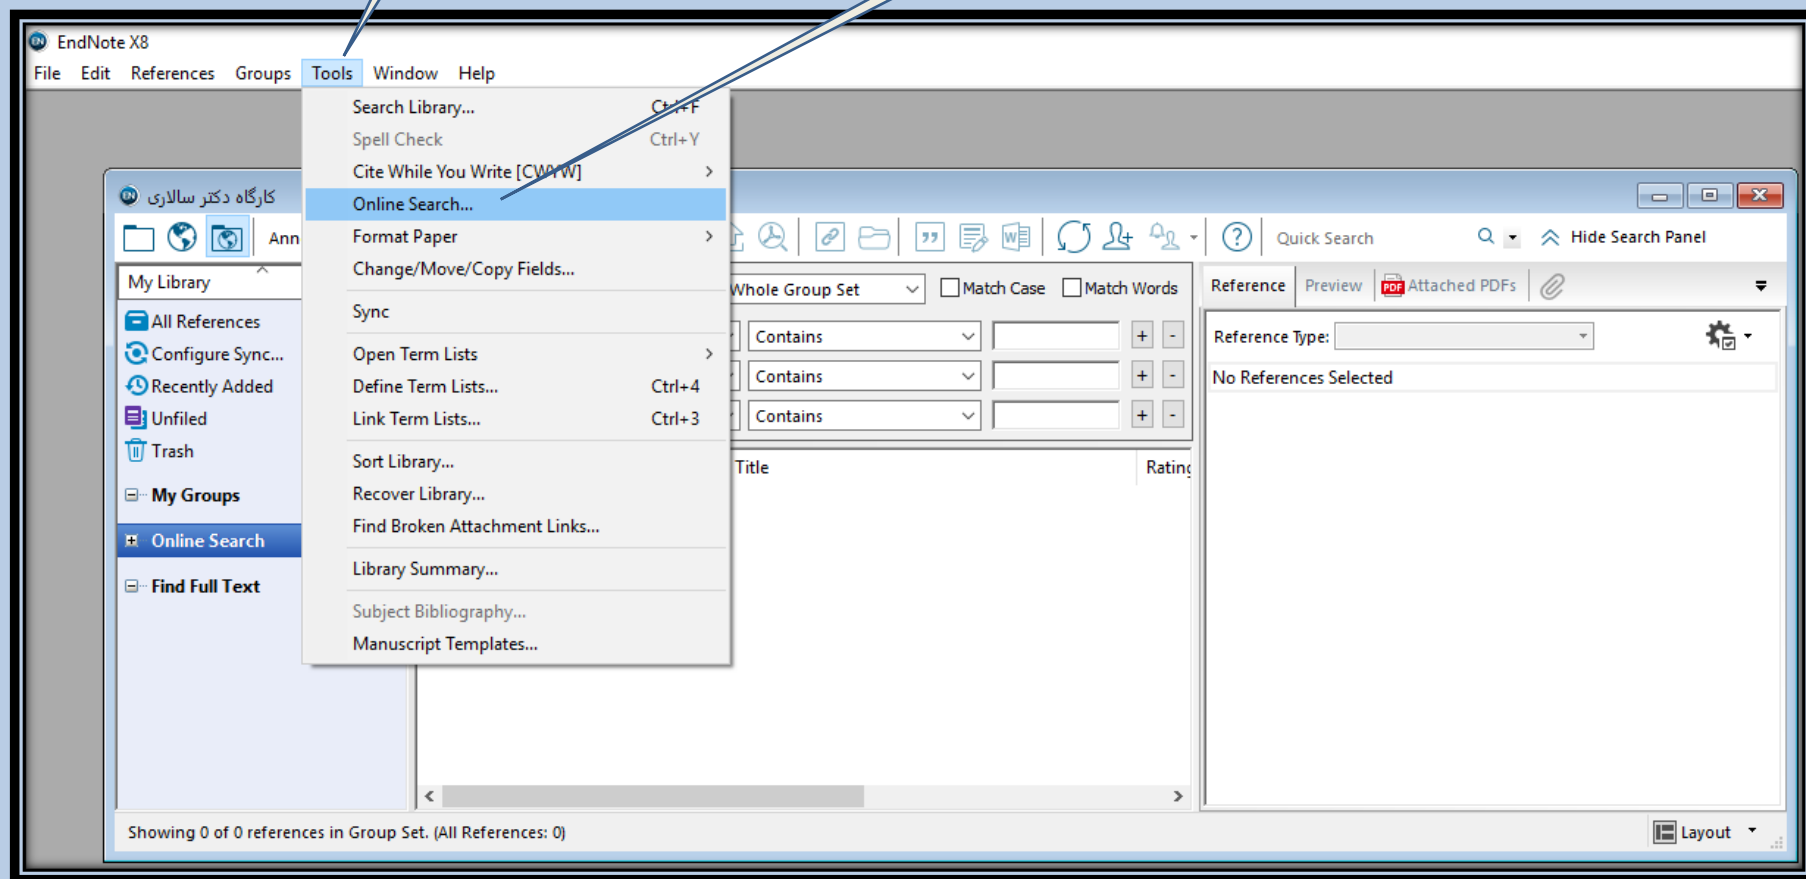 EndNote X8
File Edit References Groups Tools Window Help
Search Library... Ctrl+F
Spell Check Ctrl+Y
Cite While You Write [CWYW]
Online Search...
Format Paper
Change/Move/Copy Fields...
Sync
Open Term Lists
Define Term Lists... Ctrl+4
Link Term Lists... Ctrl+3
Sort Library...
Recover Library...
Find Broken Attachment Links...
Library Summary...
Subject Bibliography...
Manuscript Templates...
کارگاه دکتر سالاری
Ann
Quick Search
Hide Search Panel
My Library
All References
Configure Sync...
Recently Added
Unfiled
Trash
My Groups
Online Search
Find Full Text
Whole Group Set Match Case Match Words
Contains + -
Contains + -
Contains + -
Title Rating
Reference Preview PDF Attached PDFs
Reference Type:
No References Selected
Showing 0 of 0 references in Group Set. (All References: 0)
Layout